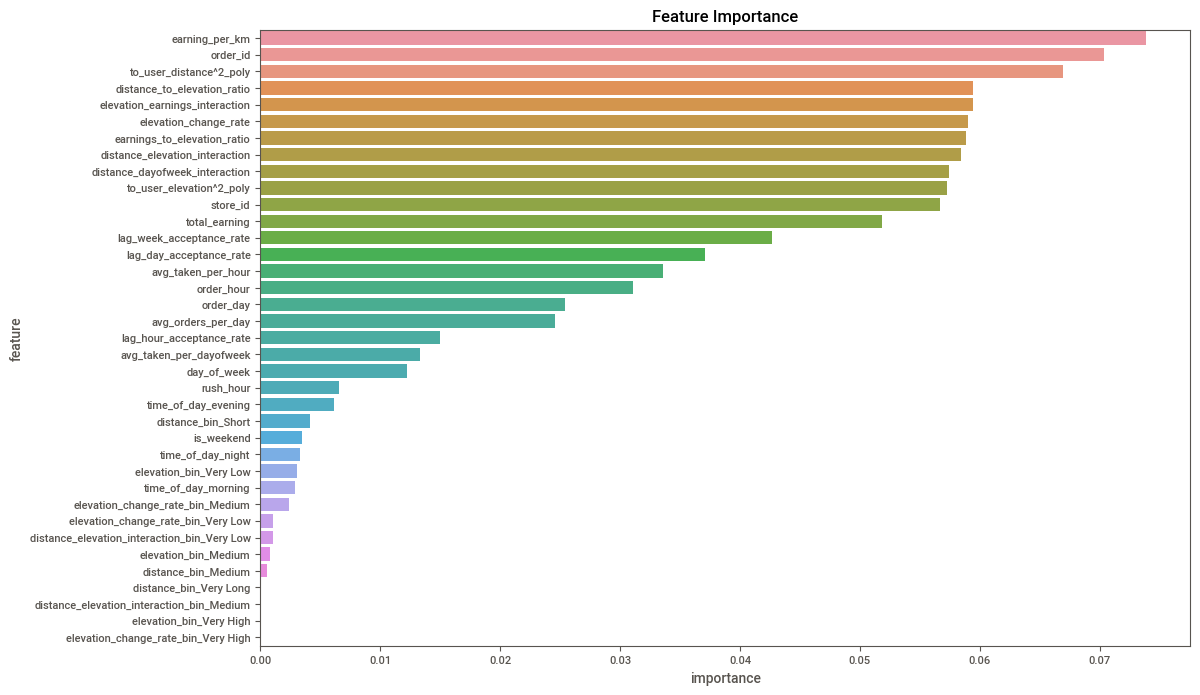 Feature Importance
earning_per_km
order_id
to_user_distance^2_poly
distance_to_elevation_ratio
elevation_earnings_interaction
elevation_change_rate
earnings_to_elevation_ratio
distance_elevation_interaction
distance_dayofweek_interaction
to_user_elevation^2_poly
store_id
total_earning
lag_week_acceptance_rate
lag_day_acceptance_rate
avg_taken_per_hour
order_hour
order_day
avg_orders_per_day
lag_hour_acceptance_rate
avg_taken_per_dayofweek
day_of_week
rush_hour
time_of_day_evening
distance_bin_Short
is_weekend
time_of_day_night
elevation_bin_Very Low
time_of_day_morning
elevation_change_rate_bin_Medium
elevation_change_rate_bin_Very Low
distance_elevation_interaction_bin_Very Low
elevation_bin_Medium
distance_bin_Medium
distance_bin_Very Long
distance_elevation_interaction_bin_Medium
elevation_bin_Very High
elevation_change_rate_bin_Very High
feature
0.00 0.01 0.02 0.03 0.04 0.05 0.06 0.07
importance